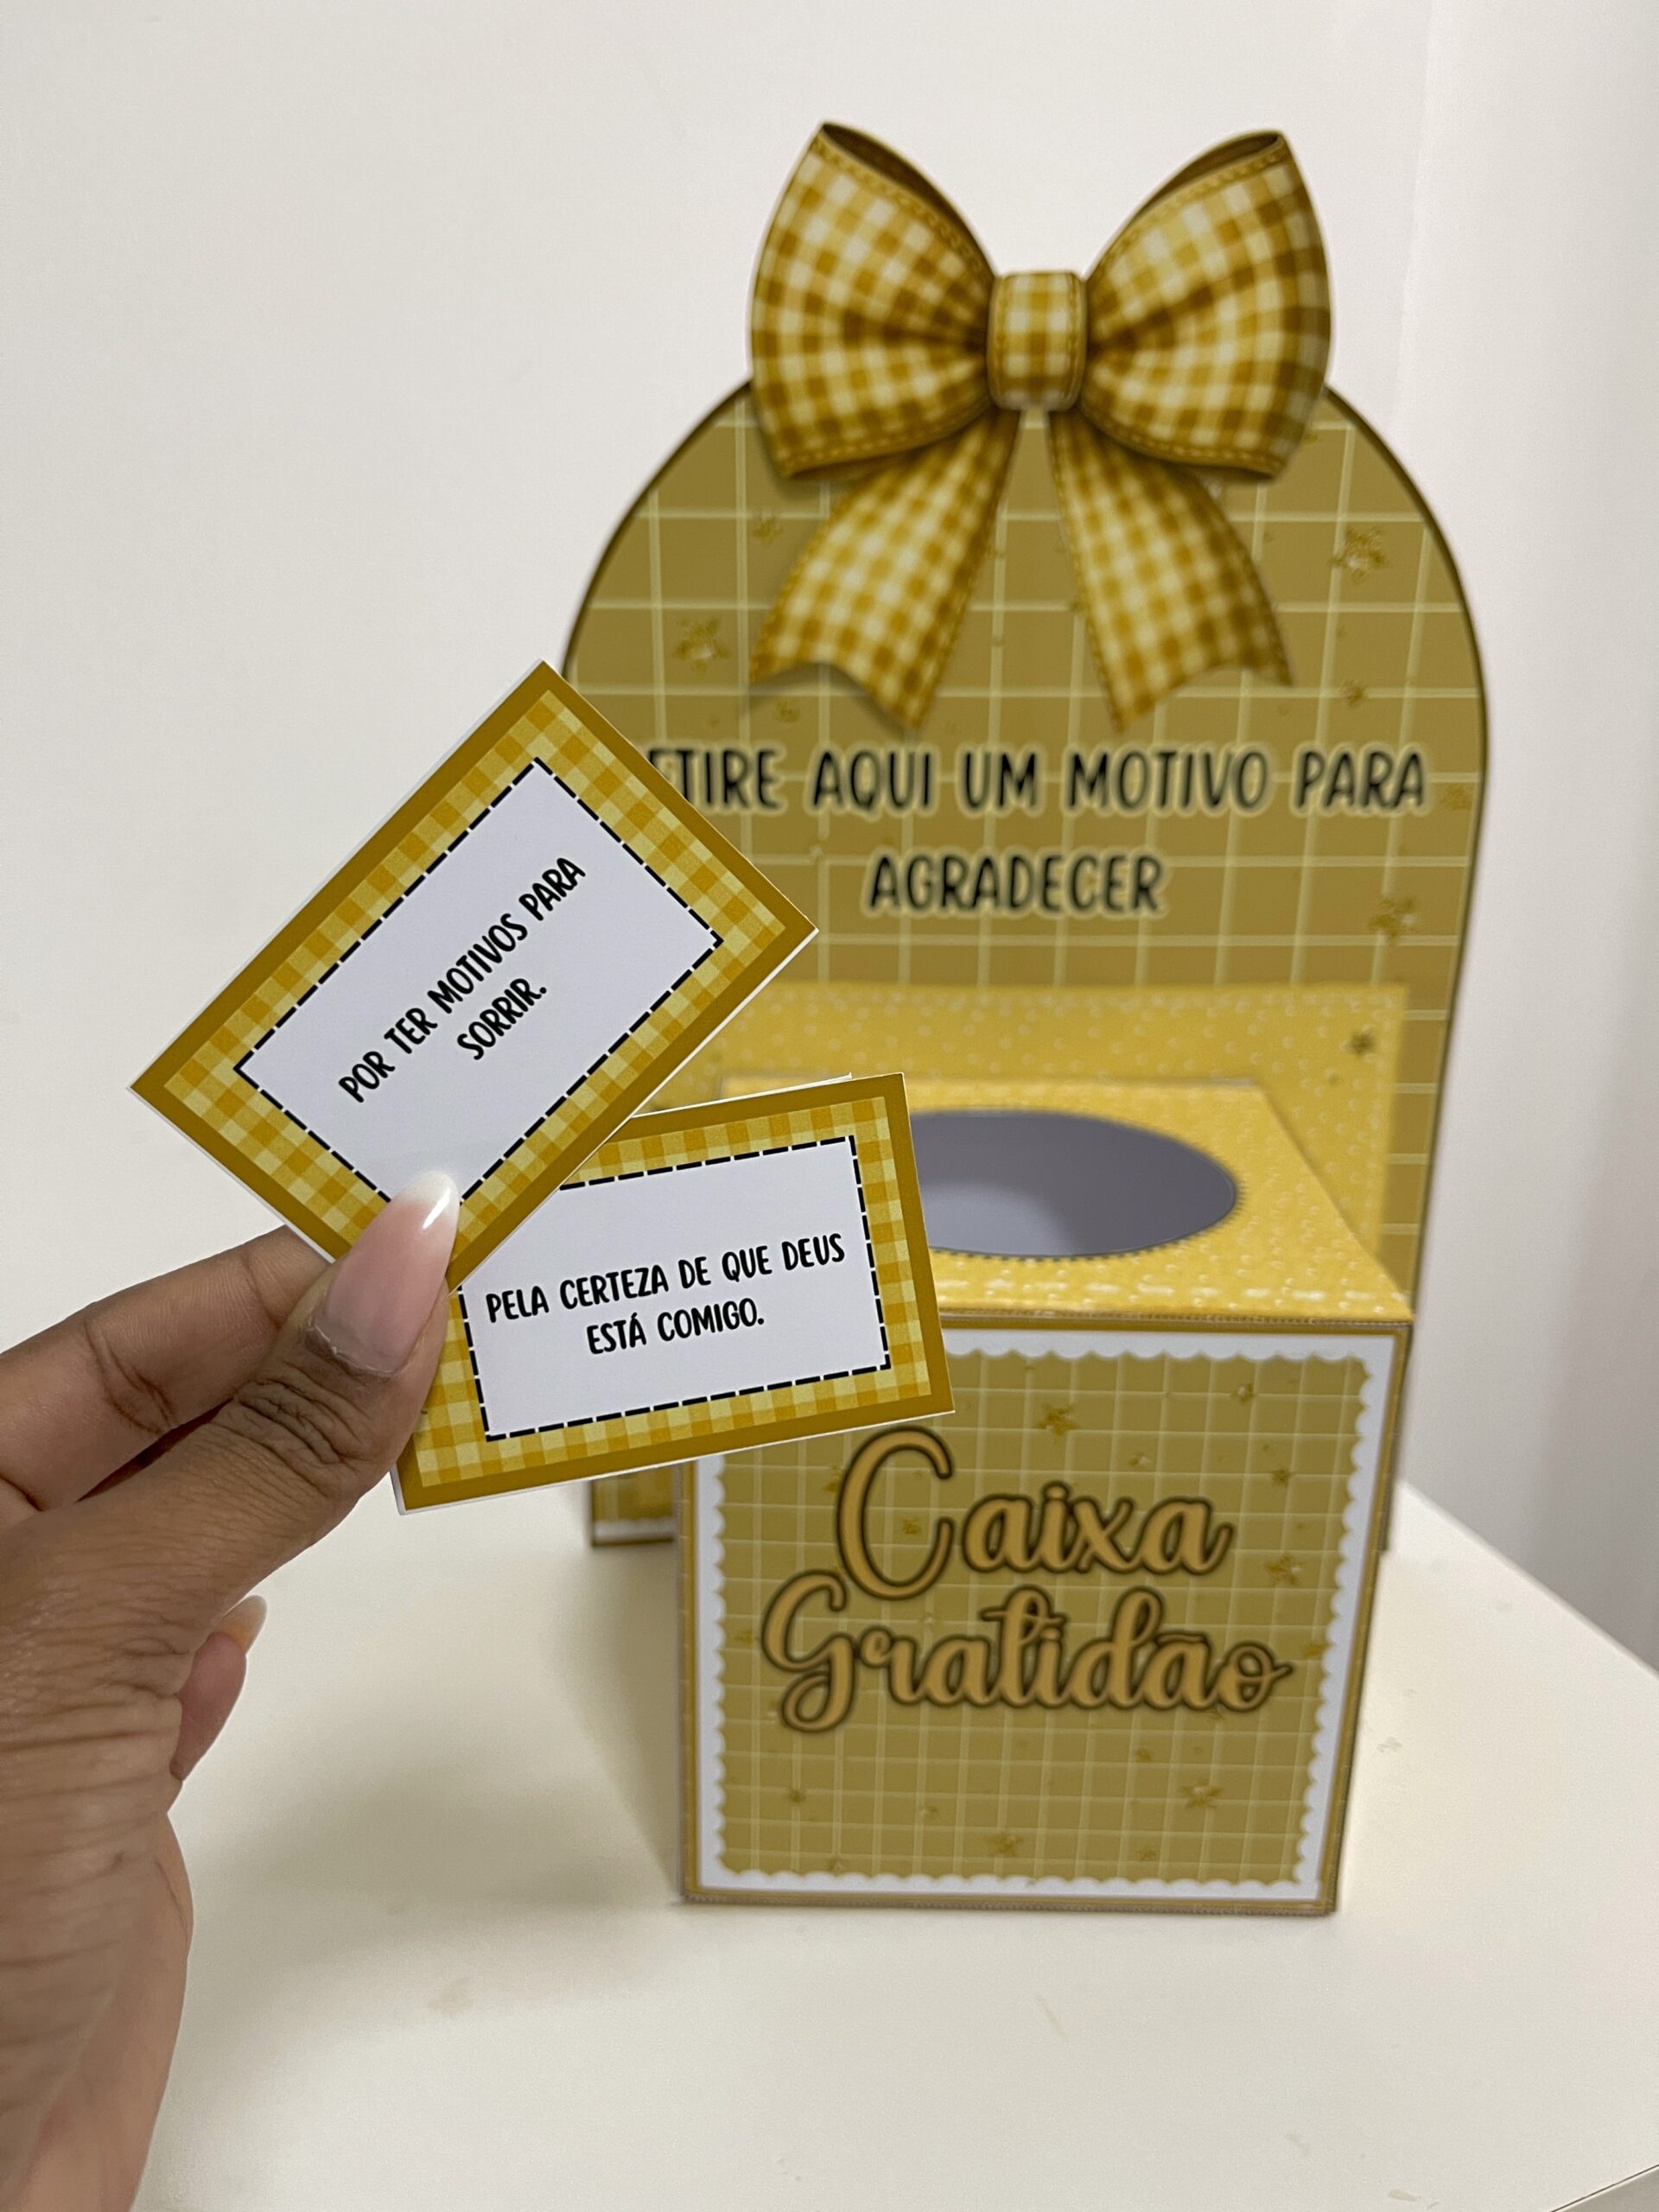 ETIRE AQUI UM MOTIVO PARA
AGRADECER
POR TER MOTIVOS PARA
SORRIR.
PELA CERTEZA DE QUE DEUS
ESTÁ COMIGO.
Caixa
Gratidão